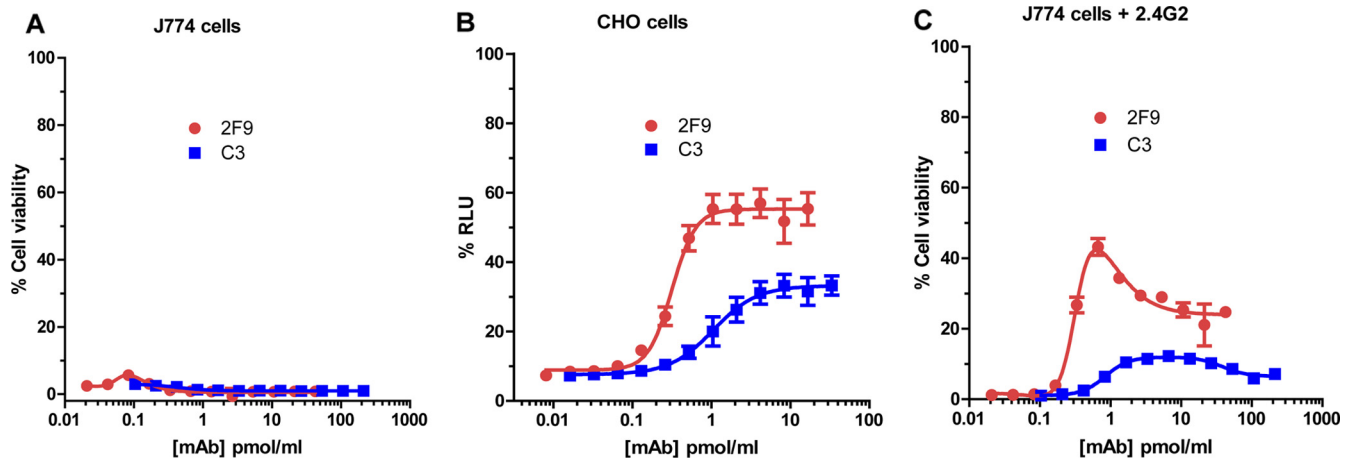 A
J774 cells
100
80
60
40
20
0
% Cell viability
2F9
C3
0.01 0.1 1 10 100 1000
[mAb] pmol/ml
B
CHO cells
100
80
60
40
20
0
% RLU
2F9
C3
0.01 0.1 1 10 100
[mAb] pmol/ml
C
J774 cells + 2.4G2
100
80
60
40
20
0
% Cell viability
2F9
C3
0.01 0.1 1 10 100 1000
[mAb] pmol/ml